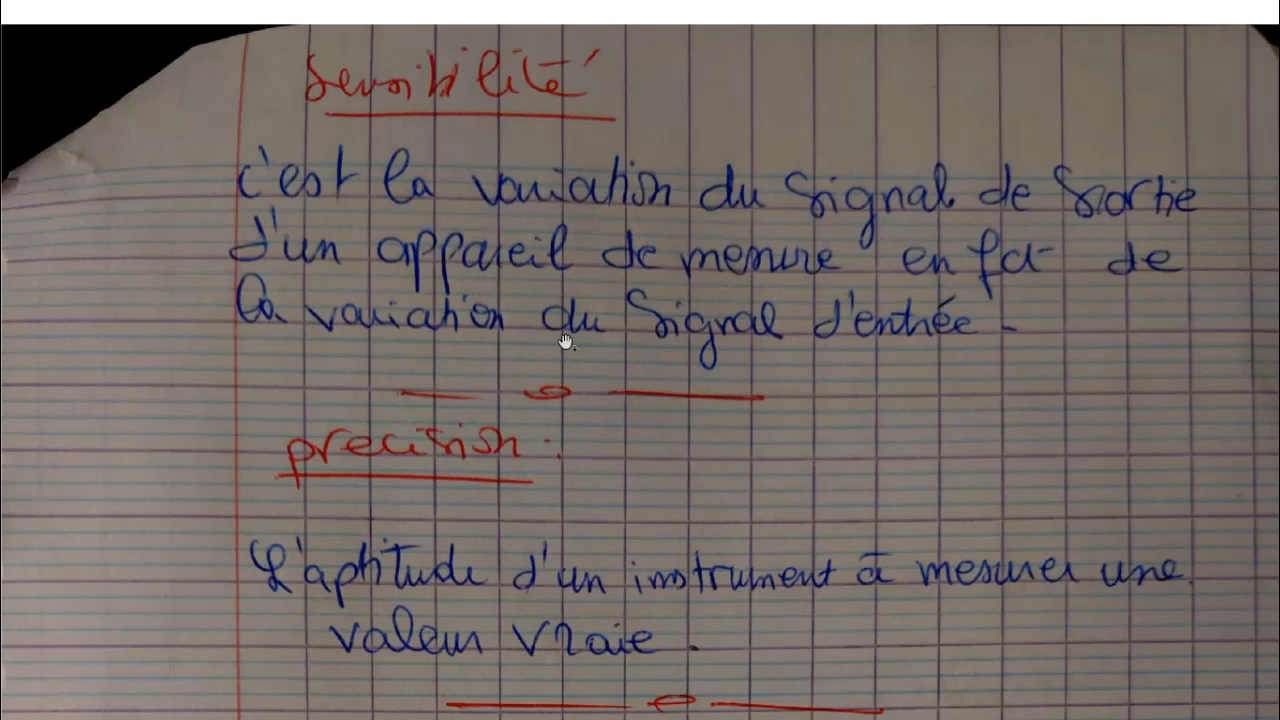 Sensibilité
c'est la variation du signal de sortie
d'un appareil de mesure en fct de
la variation du signal d'entrée.
precision :
L'aptitude d'un instrument à mesurer une
valeur vraie.